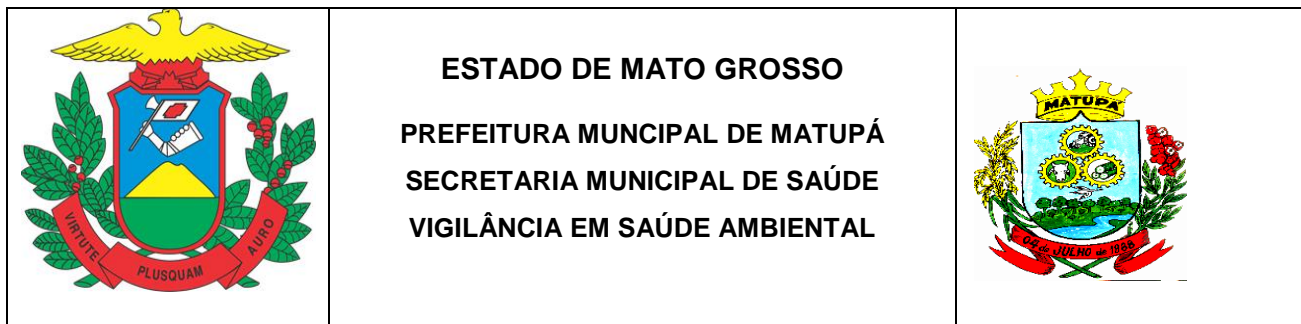 VIRTUTE PLUSQUAM AURO
ESTADO DE MATO GROSSO
PREFEITURA MUNCIPAL DE MATUPÁ
SECRETARIA MUNICIPAL DE SAÚDE
VIGILÂNCIA EM SAÚDE AMBIENTAL
MATUPÁ
04 de JULHO de 1988